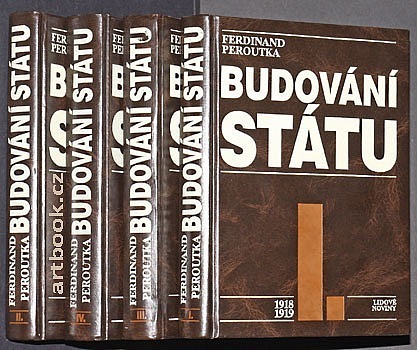 FERDINAND
PEROUTKA
BUDOVÁNÍ
STÁTU
I.
1918
1919
LIDOVÉ
NOVINY
FERDINAND
PEROUTKA
BUDOVÁNÍ STÁTU
I.
FERDINAND
PEROUTKA
BUDOVÁNÍ STÁTU
III.
FERDINAND
PEROUTKA
BUDOVÁNÍ STÁTU
IV.
FERDINAND
PEROUTKA
BUDOVÁNÍ STÁTU
II.
artbook.cz